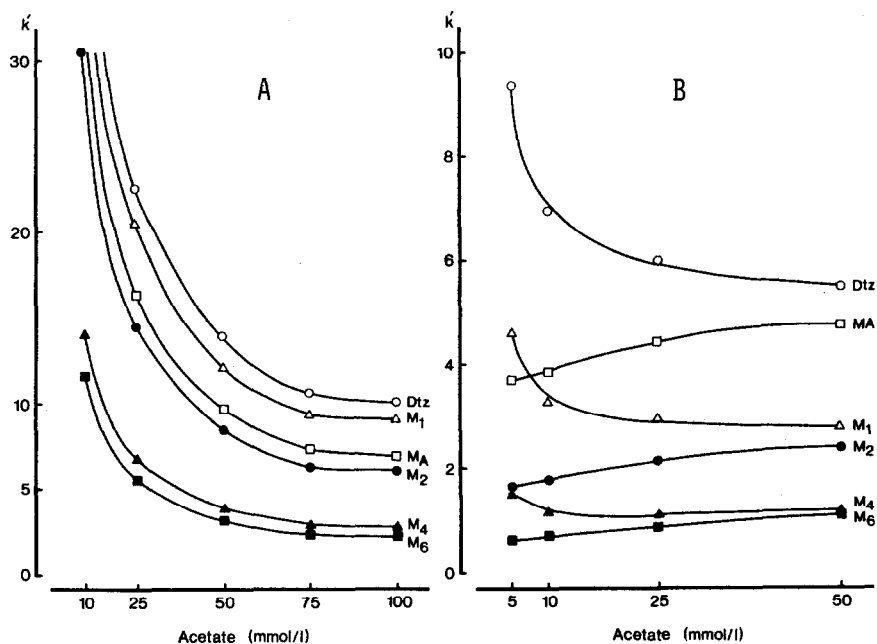 ḱ
30
20
10
5
0
A
Dtz
M1
MA
M2
M4
M6
10 25 50 75 100
Acetate (mmol/l)
ḱ
10
8
6
4
2
0
B
Dtz
MA
M1
M2
M4
M6
5 10 25 50
Acetate (mmol/l)